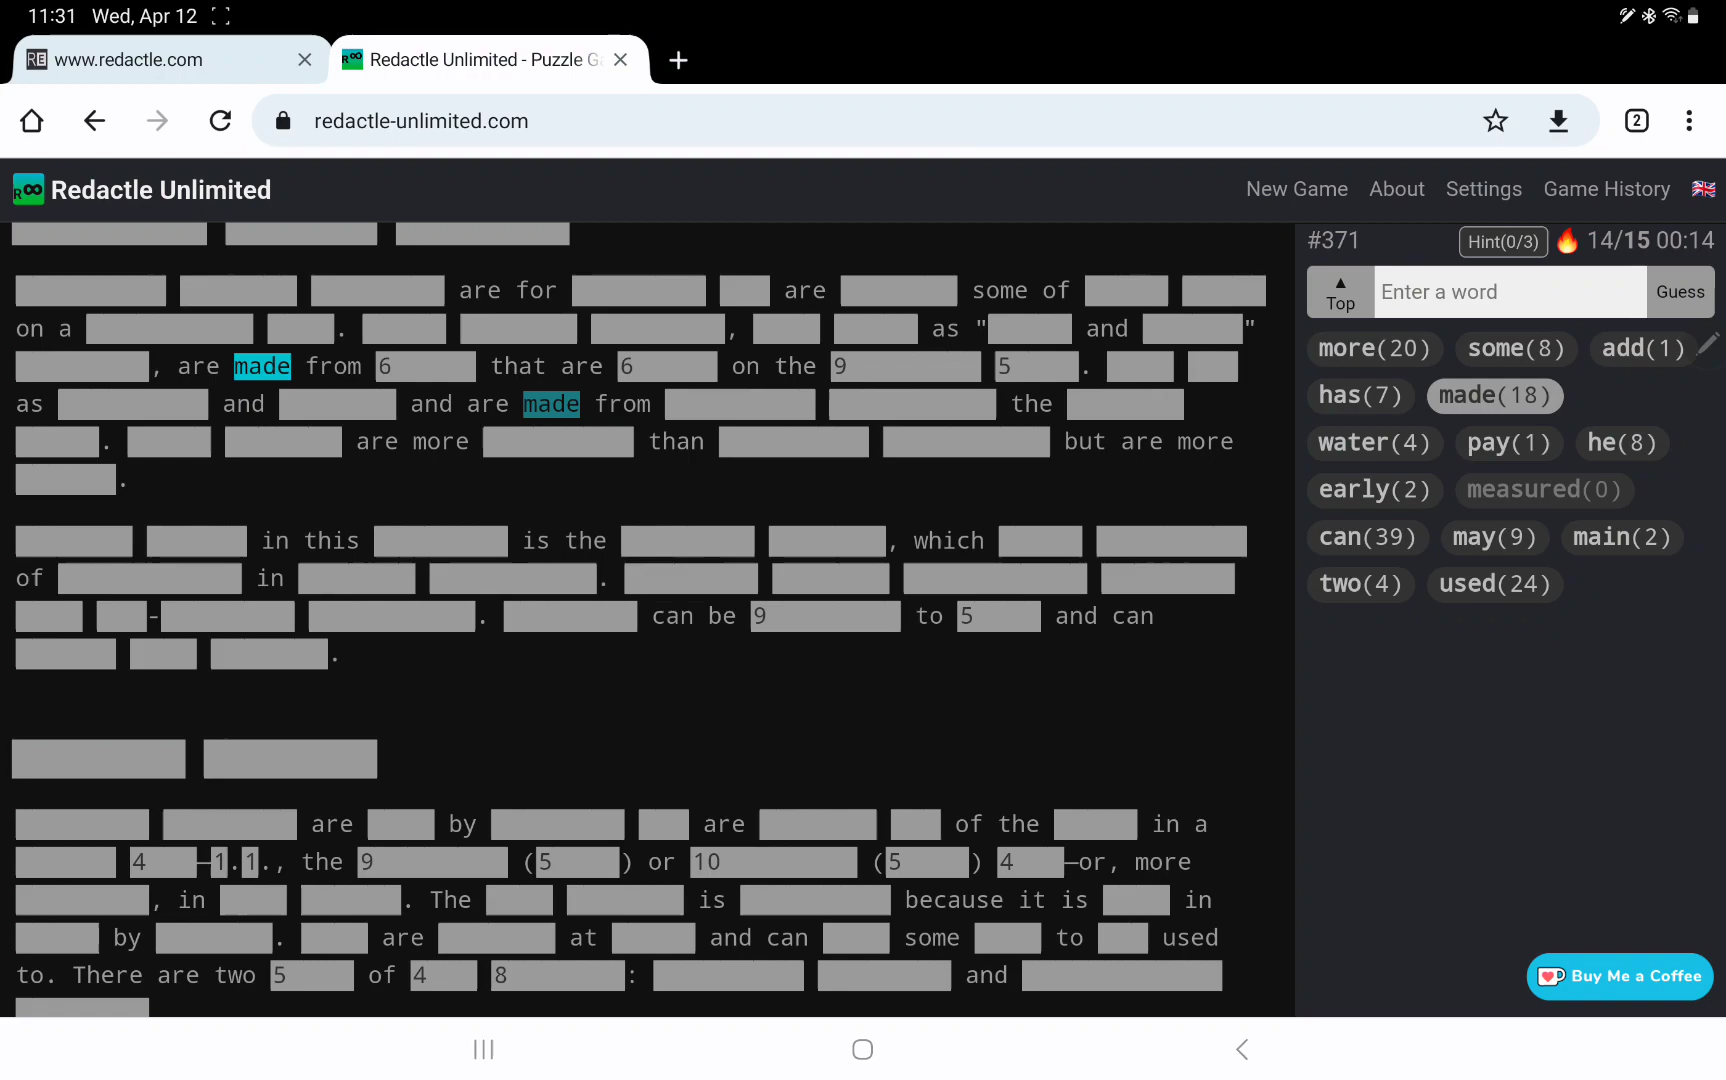 11:31 Wed, Apr 12
www.redactle.com
Redactle Unlimited - Puzzle Ga
redactle-unlimited.com
2
Redactle Unlimited
New Game About Settings Game History
are for are some of
on a . , as " and "
, are made from 6 that are 6 on the 9 5 .
as and and are made from the
. are more than but are more
.
in this is the , which
of in .
- . can be 9 to 5 and can
.
are by are of the in a
4 —1.1., the 9 (5 ) or 10 (5 ) 4 —or, more
, in . The is because it is in
by . are at and can some to used
to. There are two 5 of 4 8 : and
#371 Hint(0/3) 14/15 00:14
Top Enter a word Guess
more(20) some(8) add(1)
has(7) made(18)
water(4) pay(1) he(8)
early(2) measured(0)
can(39) may(9) main(2)
two(4) used(24)
Buy Me a Coffee